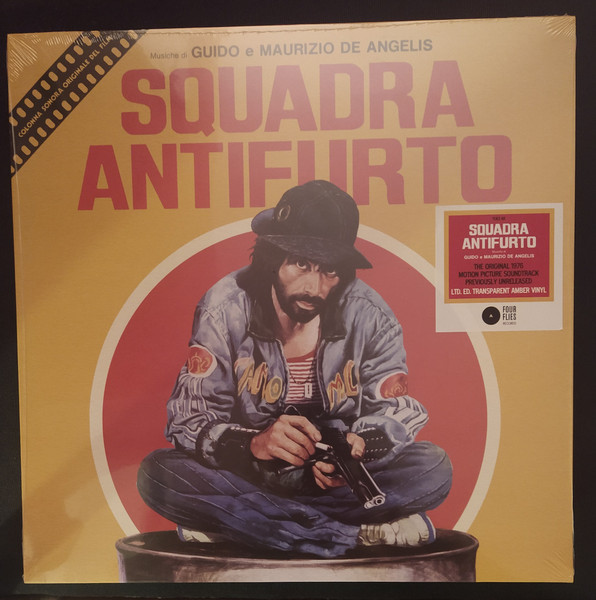 COLONNA SONORA ORIGINALE DEL FILM
Musiche di GUIDO e MAURIZIO DE ANGELIS
SQUADRA
ANTIFURTO
SQUADRA
ANTIFURTO
GUIDO e MAURIZIO DE ANGELIS
THE ORIGINAL 1976
MOTION PICTURE SOUNDTRACK
PREVIOUSLY UNRELEASED
LTD. ED. TRANSPARENT AMBER VINYL
FOUR
FLIES
RECORDS